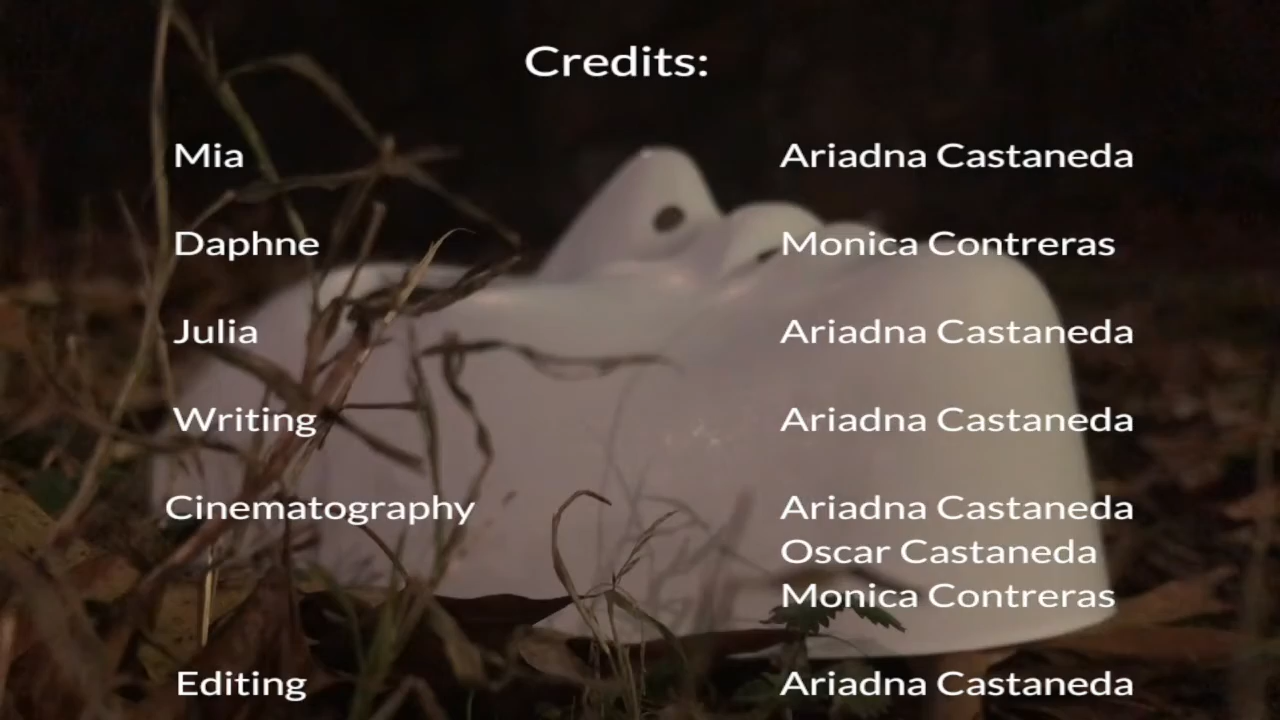 Credits:
Mia Ariadna Castaneda
Daphne Monica Contreras
Julia Ariadna Castaneda
Writing Ariadna Castaneda
Cinematography Ariadna Castaneda
Oscar Castaneda
Monica Contreras
Editing Ariadna Castaneda